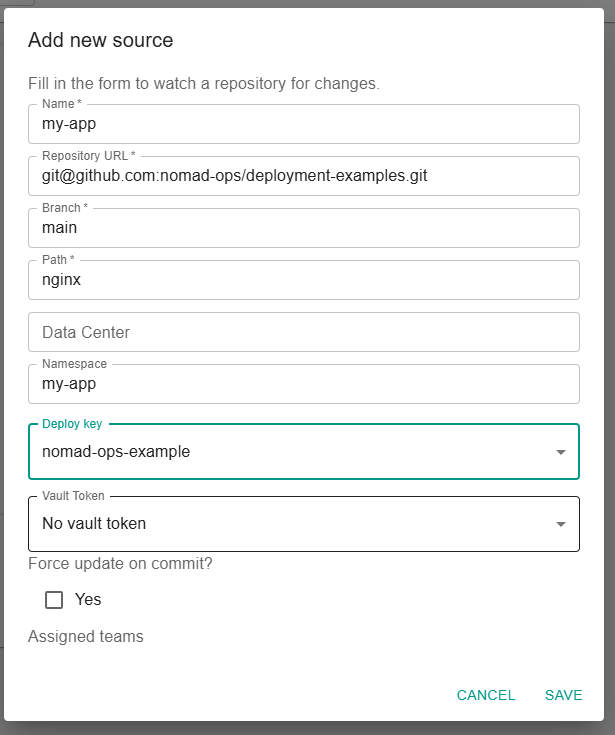 Add new source
Fill in the form to watch a repository for changes.
Name *
my-app
Repository URL *
git@github.com:nomad-ops/deployment-examples.git
Branch *
main
Path *
nginx
Data Center
Namespace
my-app
Deploy key
nomad-ops-example
Vault Token
No vault token
Force update on commit?
Yes
Assigned teams
CANCEL SAVE